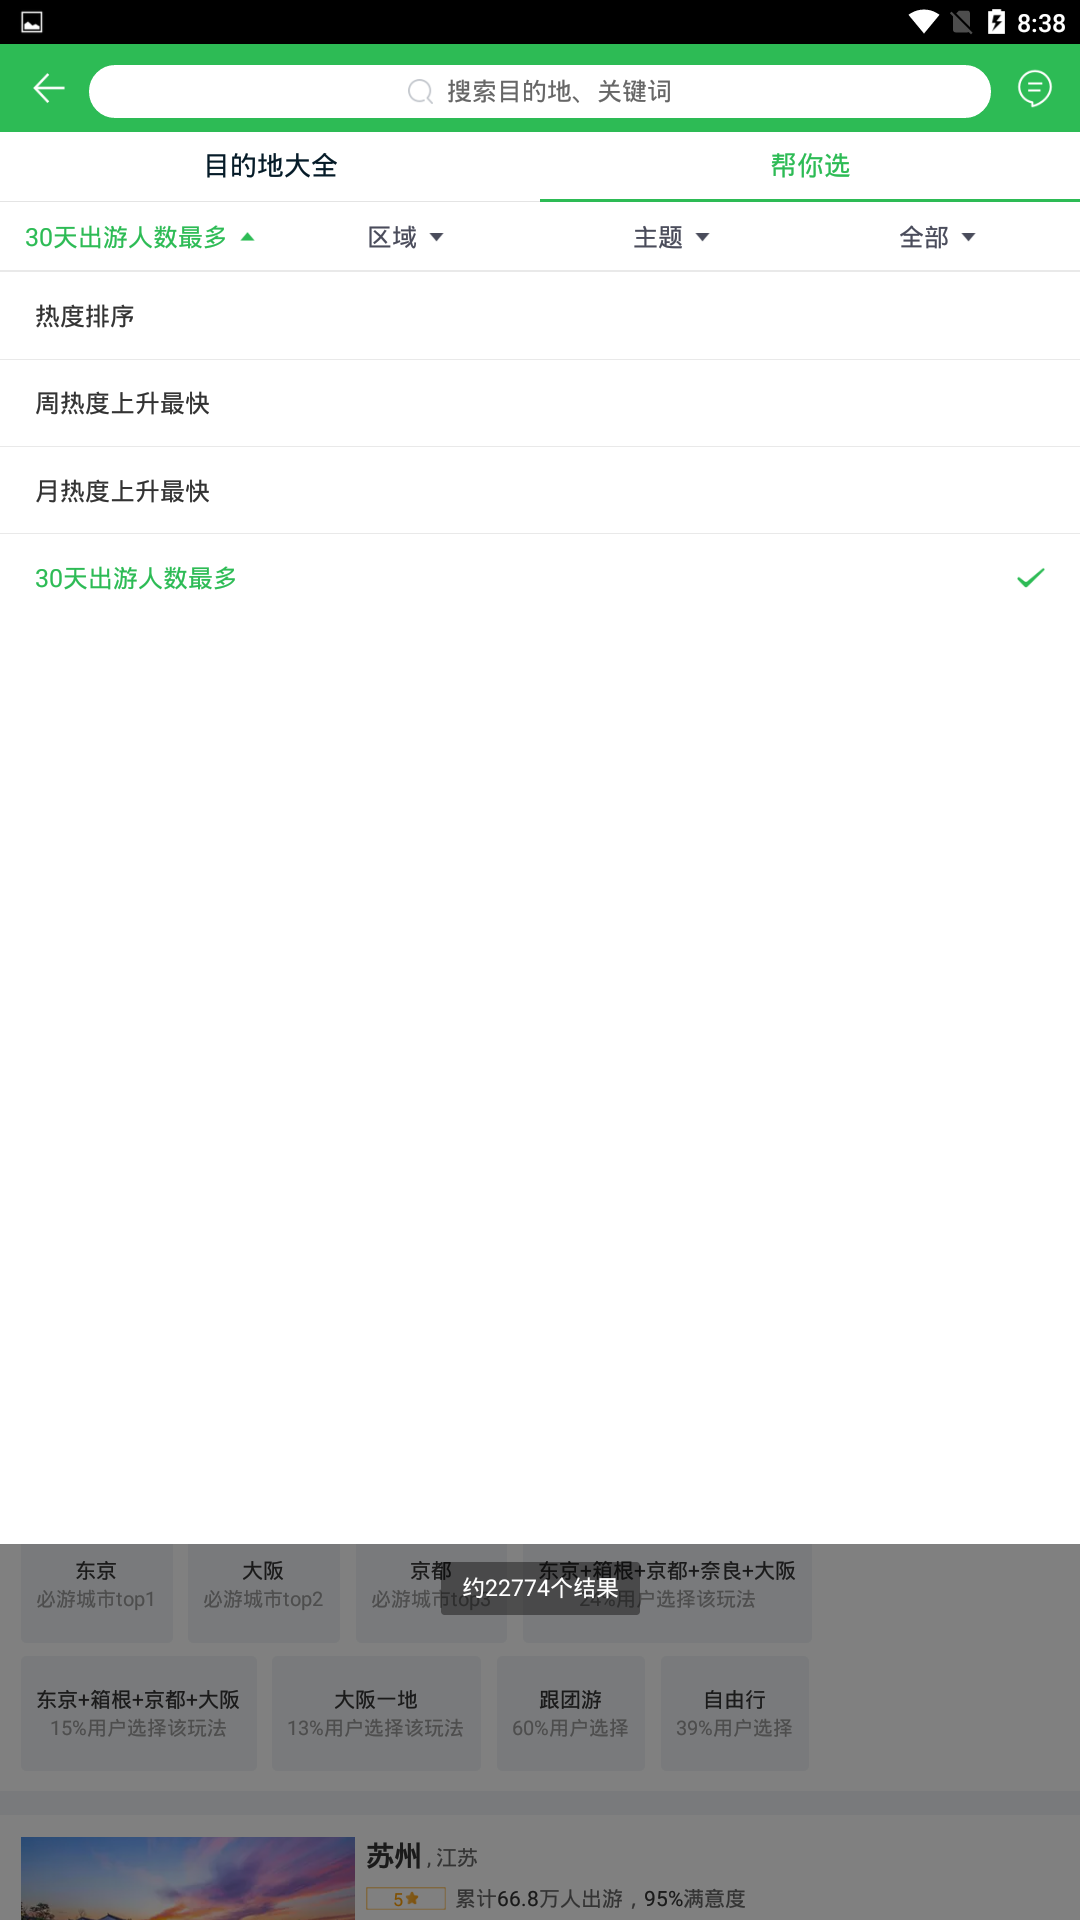 8:38
搜索目的地、关键词
目的地大全
帮你选
30天出游人数最多
区域
主题
全部
热度排序
周热度上升最快
月热度上升最快
30天出游人数最多
东京
大阪
京都
东京+箱根+京都+奈良+大阪
必游城市top1
必游城市top2
必游城市top3
24%用户选择该玩法
约22774个结果
东京+箱根+京都+大阪
大阪一地
跟团游
自由行
15%用户选择该玩法
13%用户选择该玩法
60%用户选择
39%用户选择
苏州 , 江苏
5
累计66.8万人出游，95%满意度